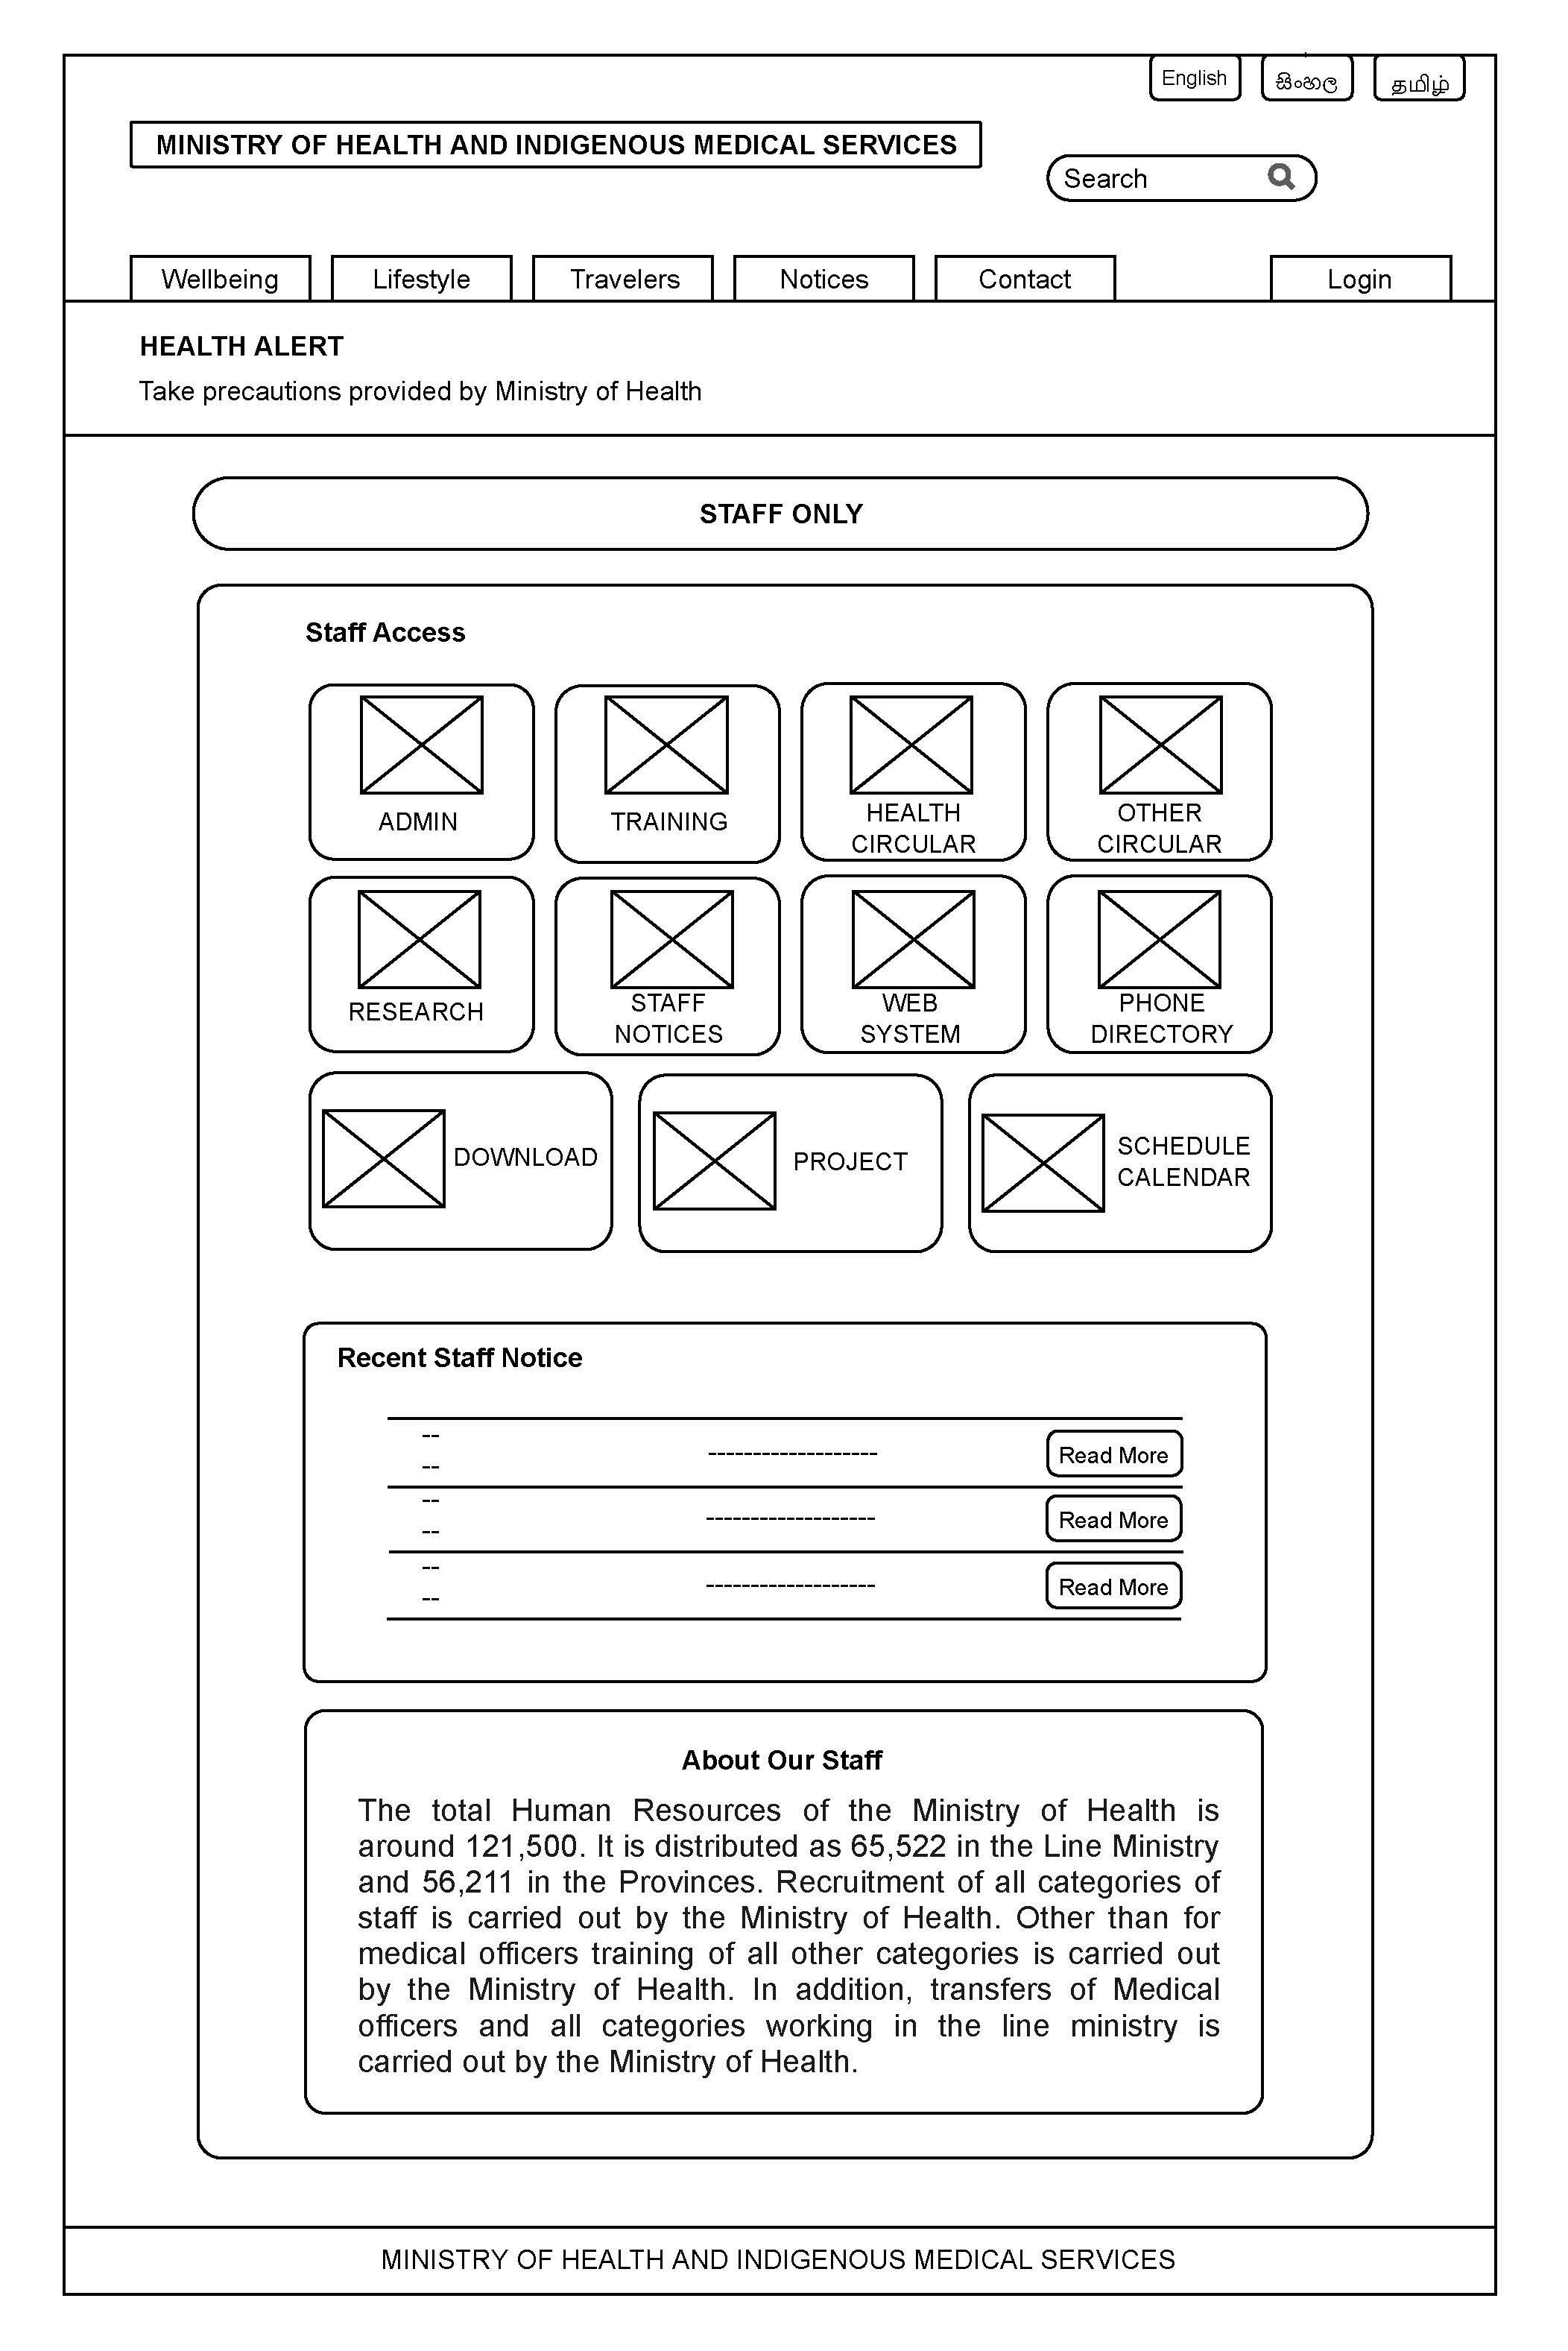 English
සිංහල
தமிழ்
MINISTRY OF HEALTH AND INDIGENOUS MEDICAL SERVICES
Search
Wellbeing
Lifestyle
Travelers
Notices
Contact
Login
HEALTH ALERT
Take precautions provided by Ministry of Health
STAFF ONLY
Staff Access
ADMIN
TRAINING
HEALTH
CIRCULAR
OTHER
CIRCULAR
RESEARCH
STAFF
NOTICES
WEB
SYSTEM
PHONE
DIRECTORY
DOWNLOAD
PROJECT
SCHEDULE
CALENDAR
Recent Staff Notice
--
--
-------------------
Read More
--
--
-------------------
Read More
--
--
-------------------
Read More
About Our Staff
The total Human Resources of the Ministry of Health is
around 121,500. It is distributed as 65,522 in the Line Ministry
and 56,211 in the Provinces. Recruitment of all categories of
staff is carried out by the Ministry of Health. Other than for
medical officers training of all other categories is carried out
by the Ministry of Health. In addition, transfers of Medical
officers and all categories working in the line ministry is
carried out by the Ministry of Health.
MINISTRY OF HEALTH AND INDIGENOUS MEDICAL SERVICES